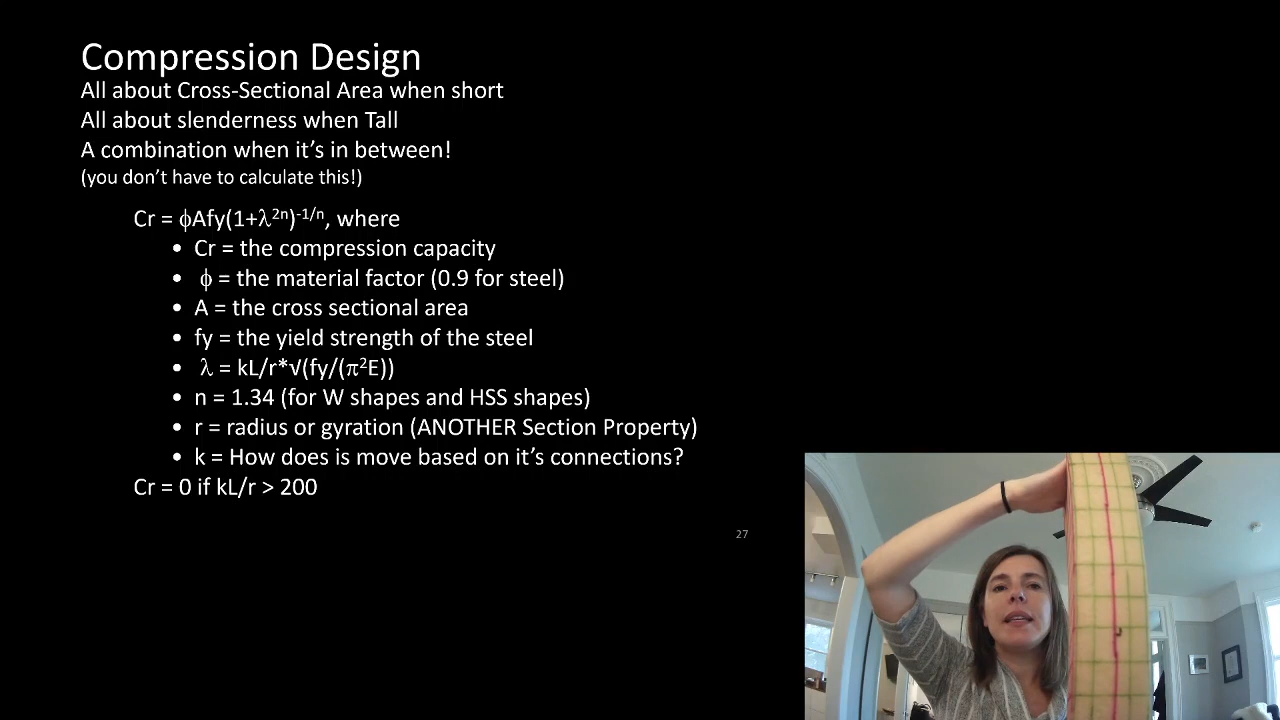 Compression Design
All about Cross-Sectional Area when short
All about slenderness when Tall
A combination when it's in between!
(you don't have to calculate this!)
Cr = ϕAfy(1+λ²ⁿ)⁻¹/ⁿ, where
• Cr = the compression capacity
• ϕ = the material factor (0.9 for steel)
• A = the cross sectional area
• fy = the yield strength of the steel
• λ = kL/r*√(fy/(π²E))
• n = 1.34 (for W shapes and HSS shapes)
• r = radius or gyration (ANOTHER Section Property)
• k = How does is move based on it's connections?
Cr = 0 if kL/r > 200
27